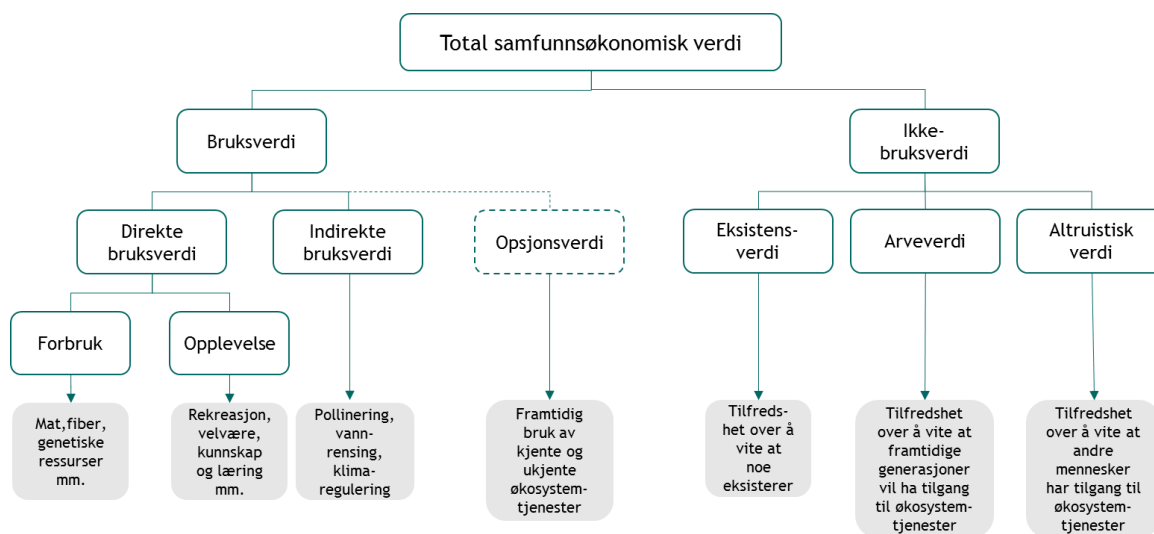 Total samfunnsøkonomisk verdi
Bruksverdi
Ikke-
bruksverdi
Direkte
bruksverdi
Indirekte
bruksverdi
Opsjonsverdi
Eksistens-
verdi
Arveverdi
Altruistisk
verdi
Forbruk
Opplevelse
Mat,fiber,
genetiske
ressurser
mm.
Rekreasjon,
velvære,
kunnskap
og læring
mm.
Pollinering,
vann-
rensing,
klima-
regulering
Framtidig
bruk av
kjente og
ukjente
økosystem-
tjenester
Tilfreds-
het over å
vite at
noe
eksisterer
Tilfredshet
over å vite at
framtidige
generasjoner
vil ha tilgang
til økosystem-
tjenester
Tilfredshet
over å vite at
andre
mennesker
har tilgang til
økosystem-
tjenester